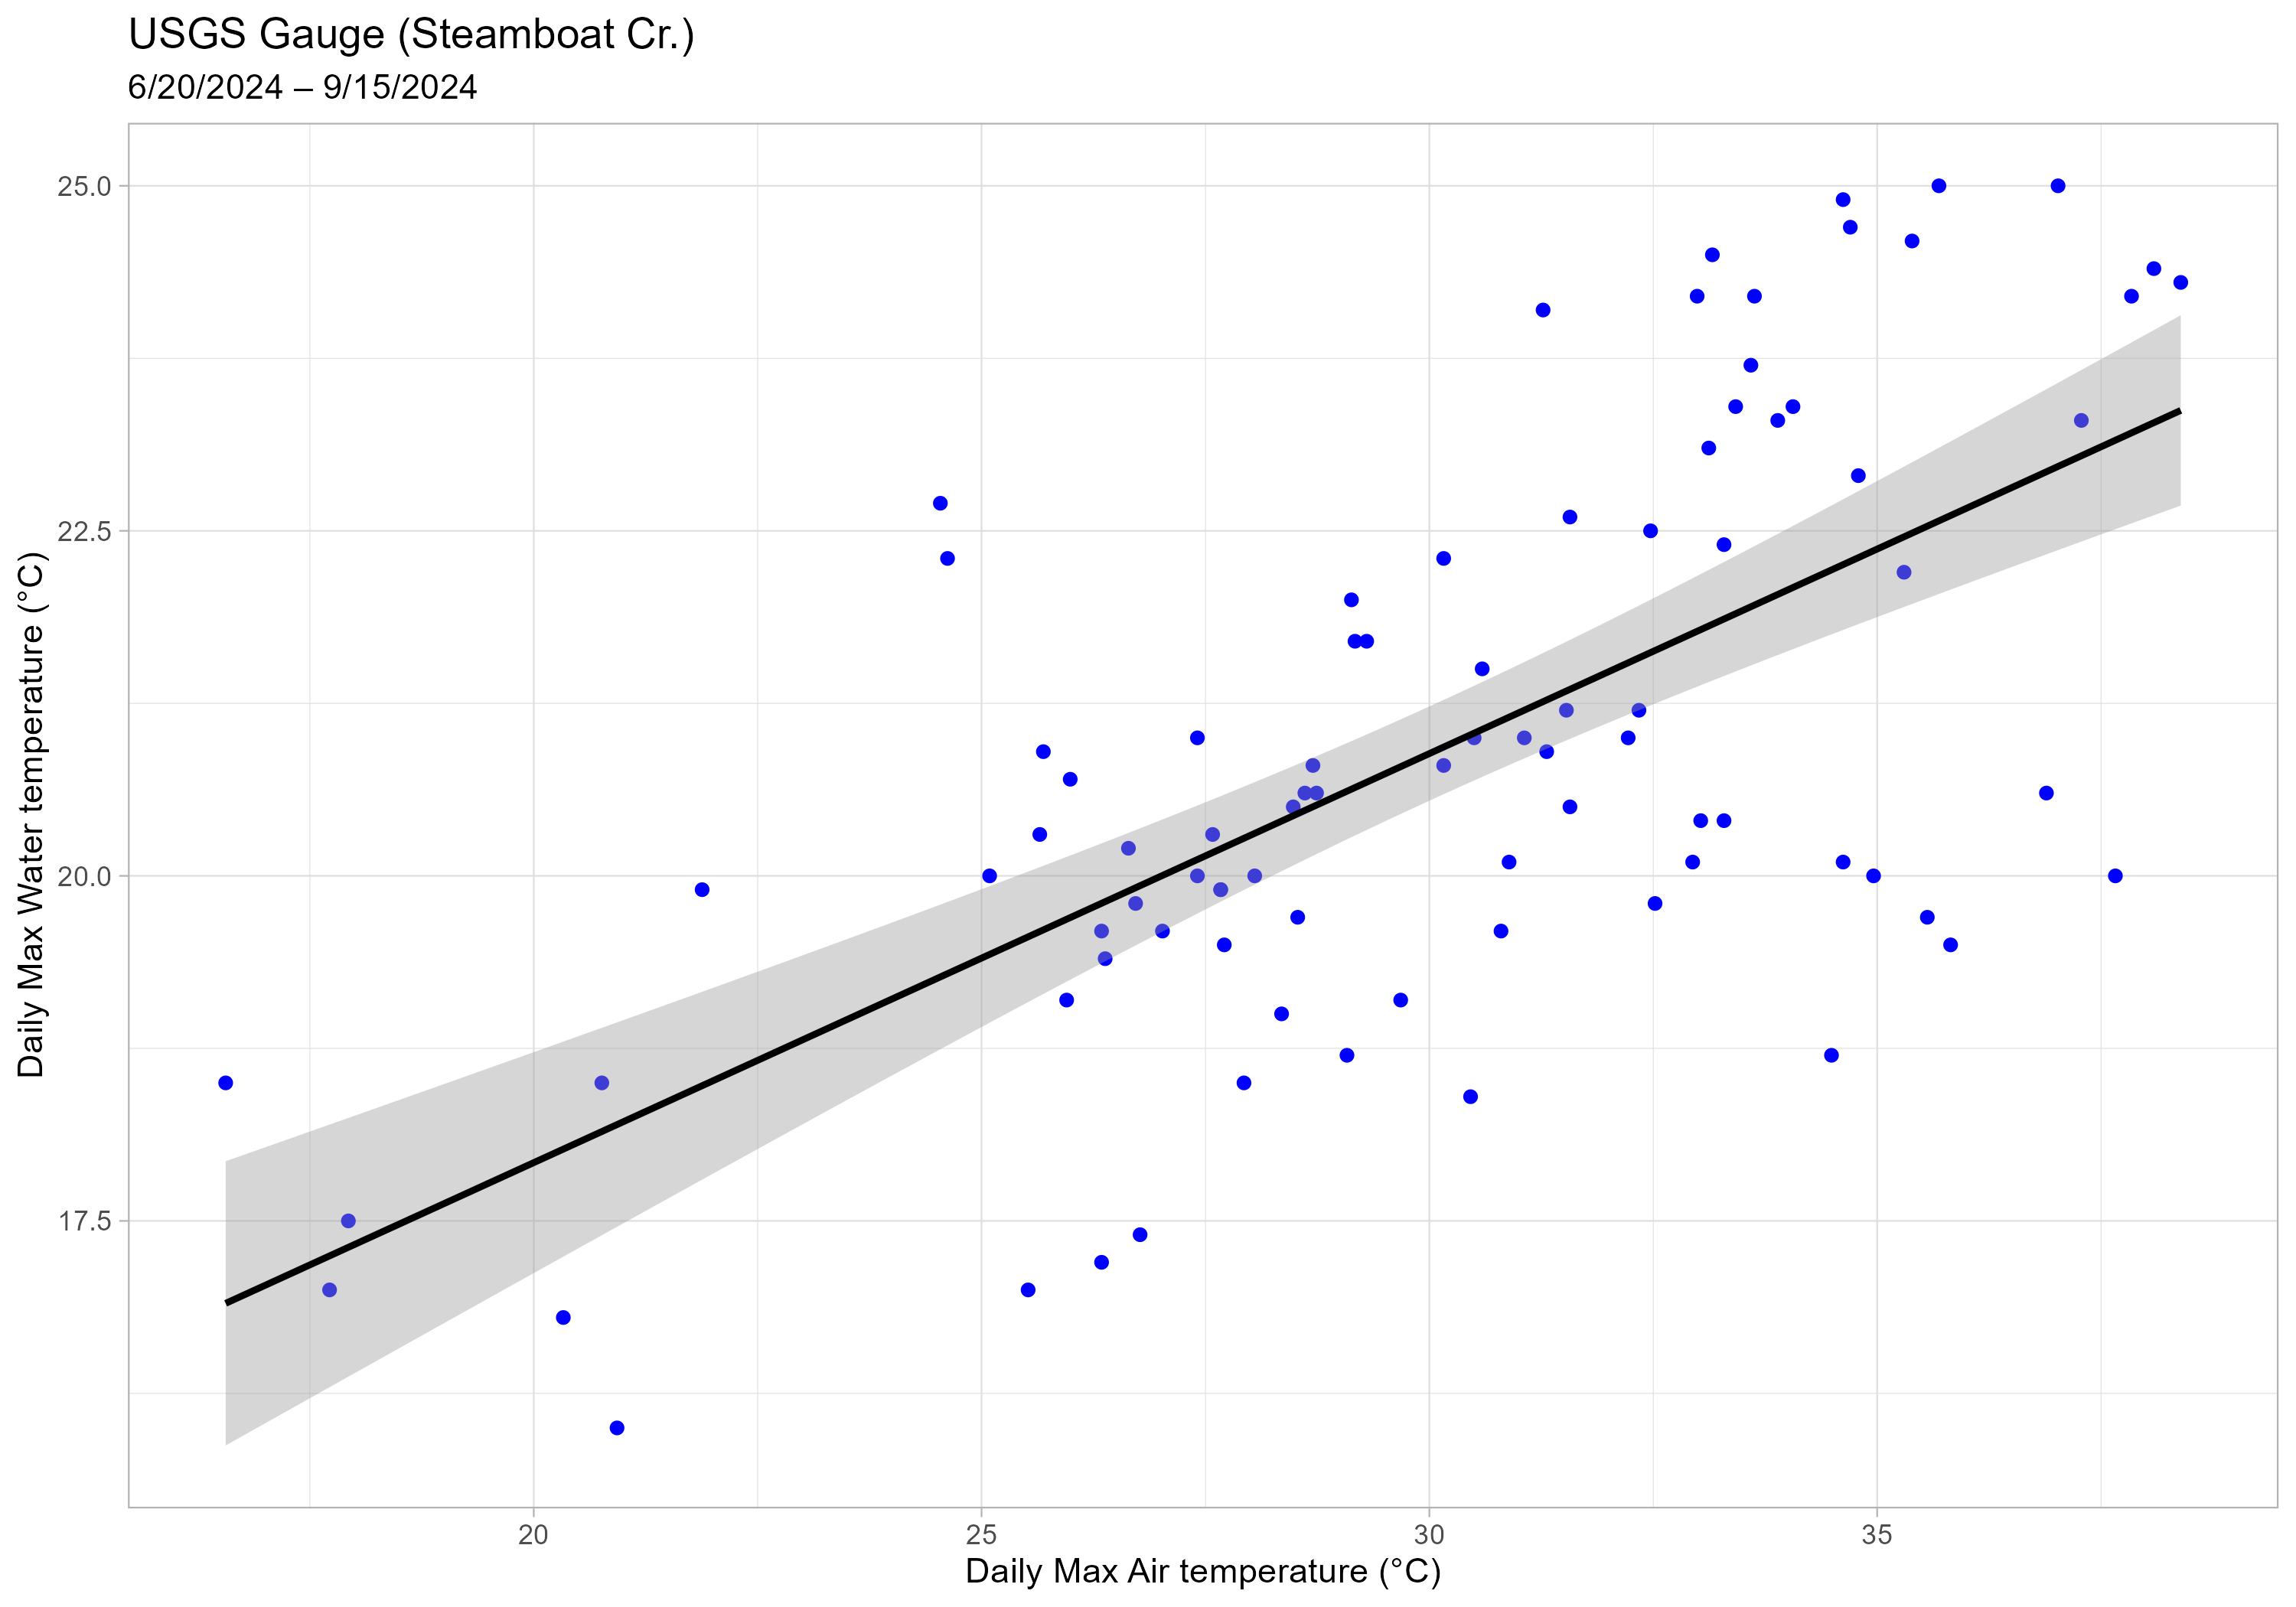 USGS Gauge (Steamboat Cr.)
6/20/2024 – 9/15/2024
Daily Max Water temperature (°C)
25.0
22.5
20.0
17.5
20
25
30
35
Daily Max Air temperature (°C)